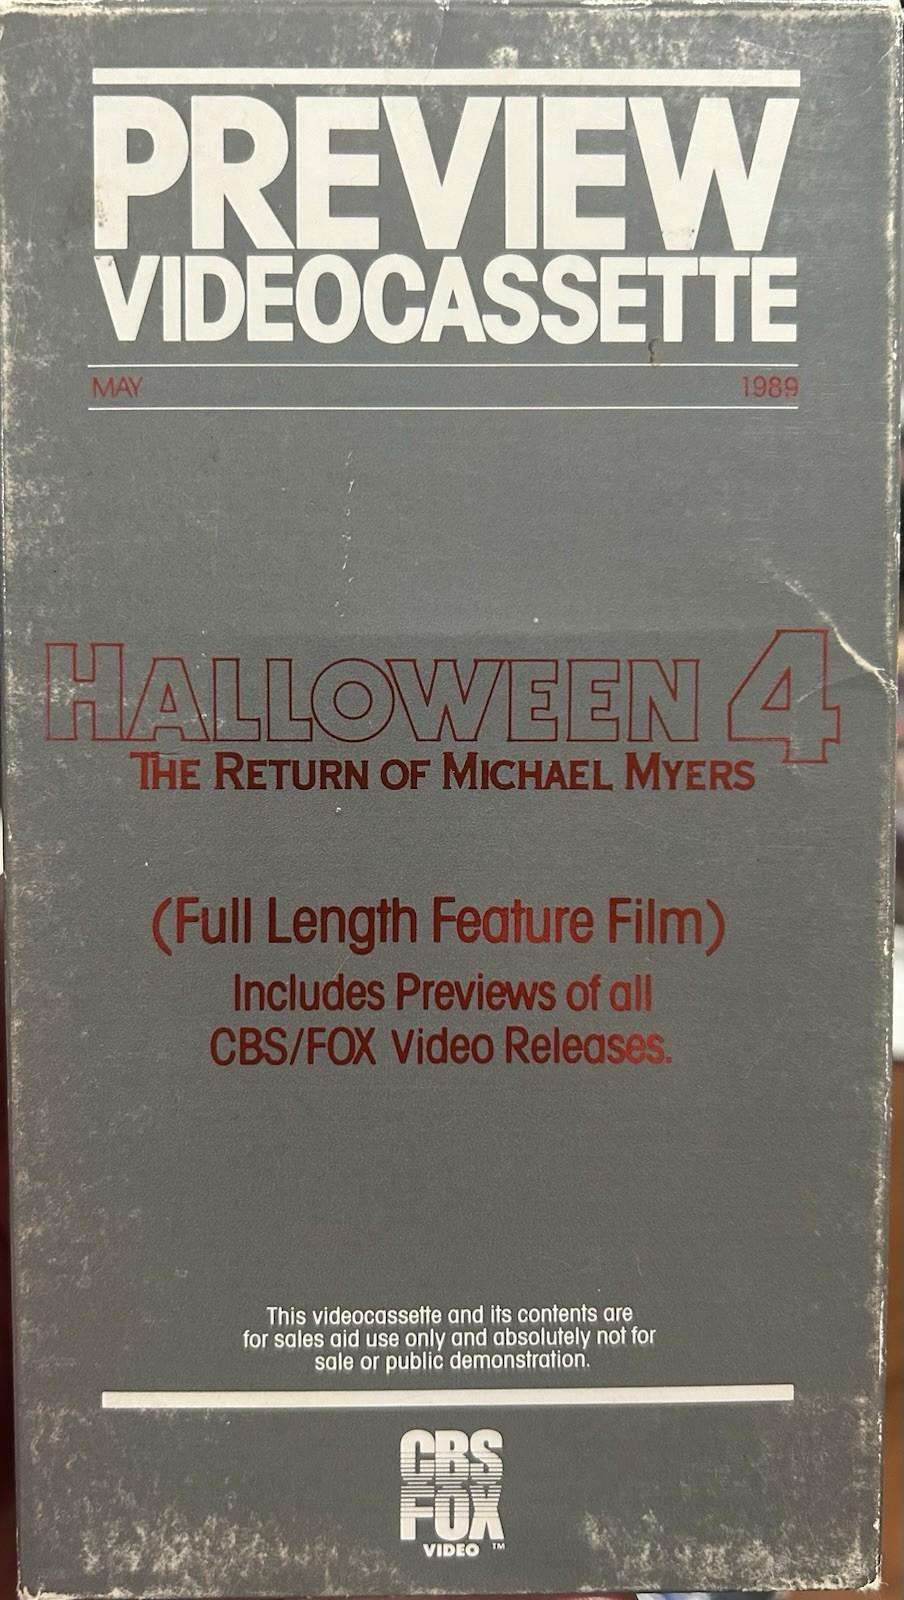 PREVIEW
VIDEOCASSETTE
MAY 1989
HALLOWEEN 4
THE RETURN OF MICHAEL MYERS
(Full Length Feature Film)
Includes Previews of all
CBS/FOX Video Releases.
This videocassette and its contents are
for sales aid use only and absolutely not for
sale or public demonstration.
CBS
FOX
VIDEO ™